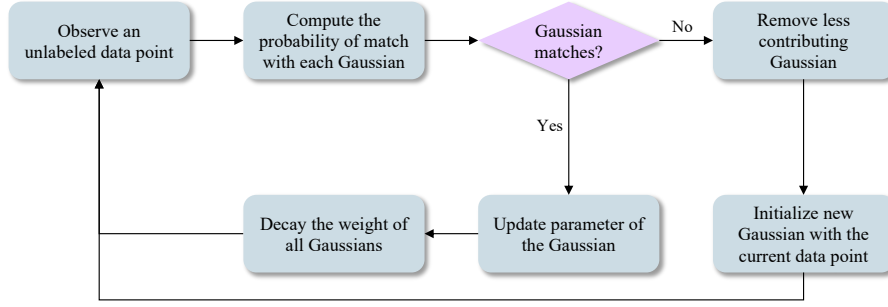 Observe an
unlabeled data point
Compute the
probability of match
with each Gaussian
Gaussian
matches?
No
Remove less
contributing
Gaussian
Yes
Decay the weight of
all Gaussians
Update parameter of
the Gaussian
Initialize new
Gaussian with the
current data point